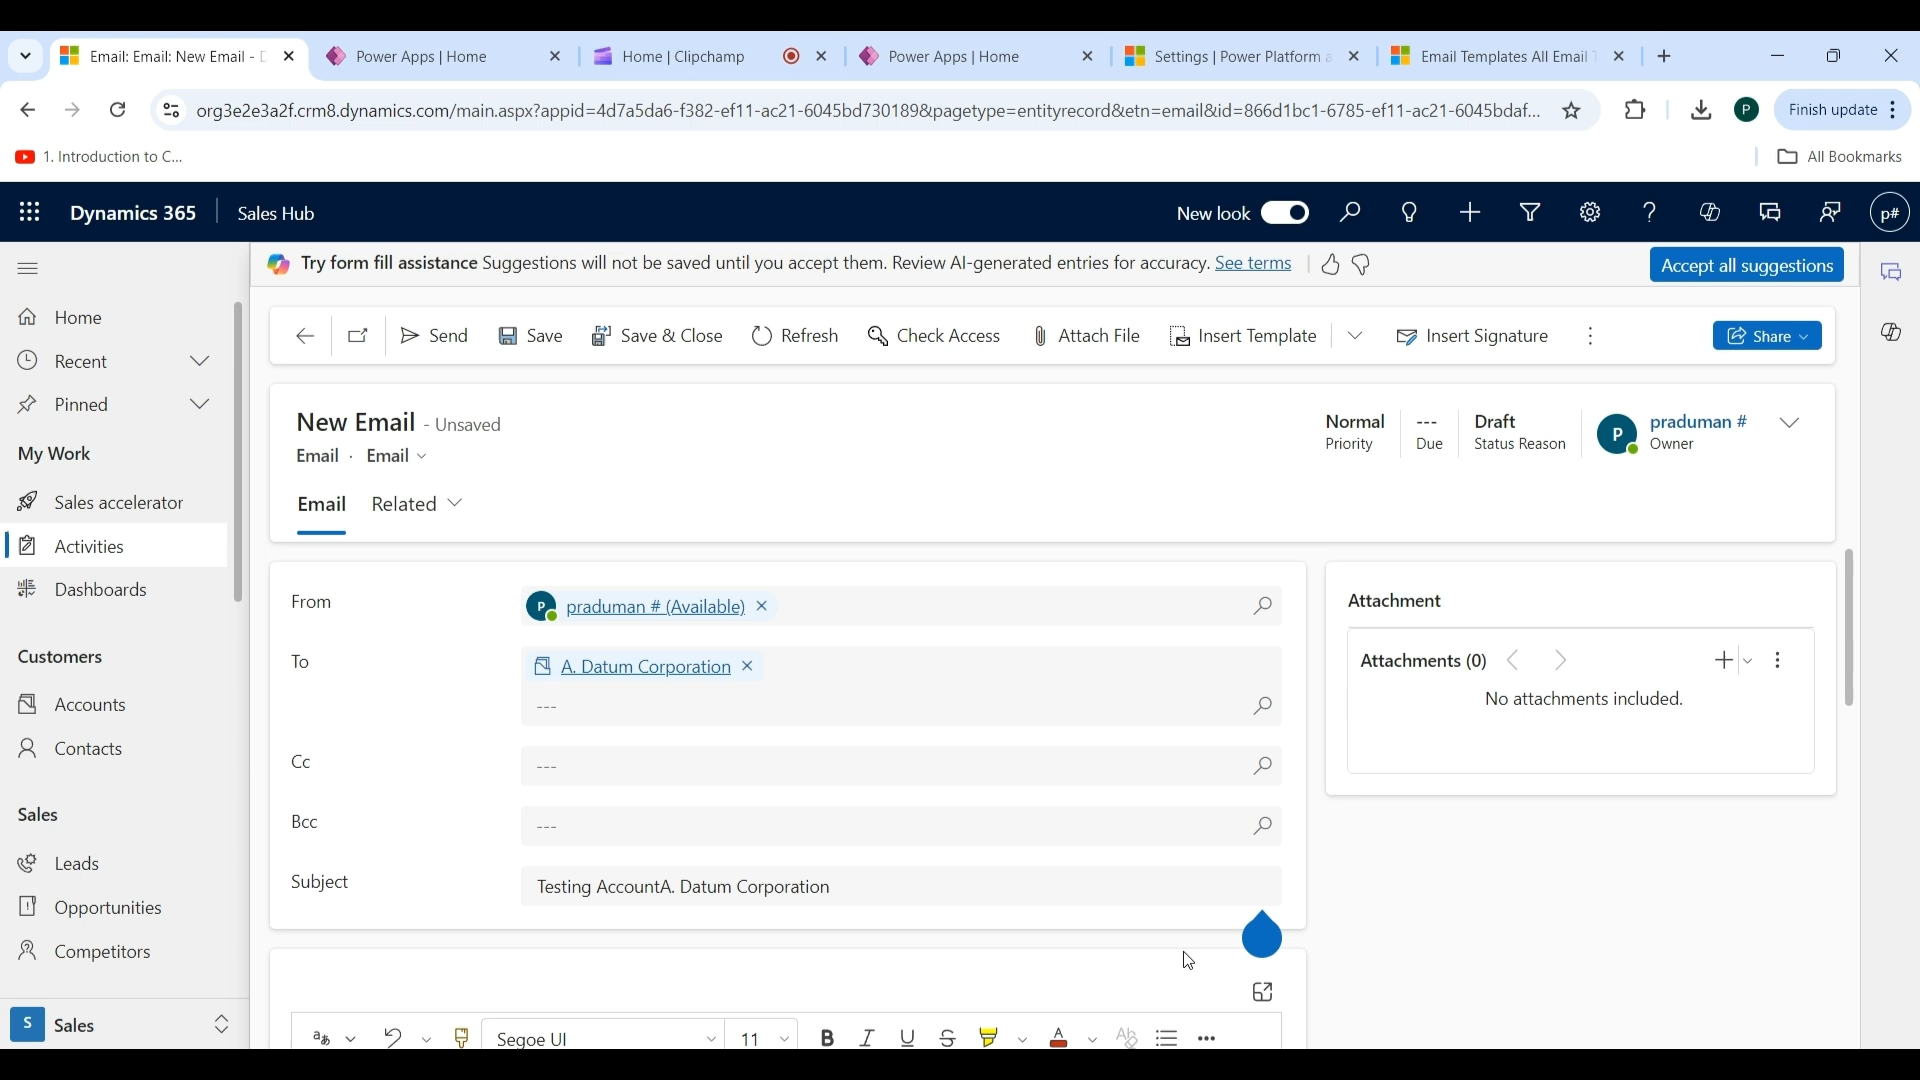 Email: Email: New Email - D
Power Apps | Home
Home | Clipchamp
Power Apps | Home
Settings | Power Platform a
Email Templates All Email T
org3e2e3a2f.crm8.dynamics.com/main.aspx?appid=4d7a5da6-f382-ef11-ac21-6045bd730189&pagetype=entityrecord&etn=email&id=866d1bc1-6785-ef11-ac21-6045bdaf...
P
Finish update
1. Introduction to C...
All Bookmarks
Dynamics 365
Sales Hub
New look
p#
Try form fill assistance Suggestions will not be saved until you accept them. Review AI-generated entries for accuracy. See terms
Accept all suggestions
Home
Recent
Pinned
My Work
Sales accelerator
Activities
Dashboards
Customers
Accounts
Contacts
Sales
Leads
Opportunities
Competitors
S
Sales
Send
Save
Save & Close
Refresh
Check Access
Attach File
Insert Template
Insert Signature
Share
New Email - Unsaved
Email · Email
Normal
Priority
---
Due
Draft
Status Reason
P
praduman #
Owner
Email
Related
From
P
praduman # (Available)
To
A. Datum Corporation
---
Cc
---
Bcc
---
Subject
Testing AccountA. Datum Corporation
Attachment
Attachments (0)
No attachments included.
Segoe UI
11
B
I
U
S
A